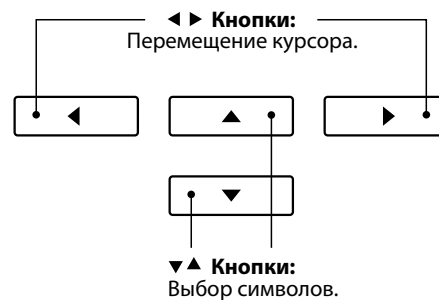 ◀ ▶ Кнопки:
Перемещение курсора.
▼▲ Кнопки:
Выбор символов.